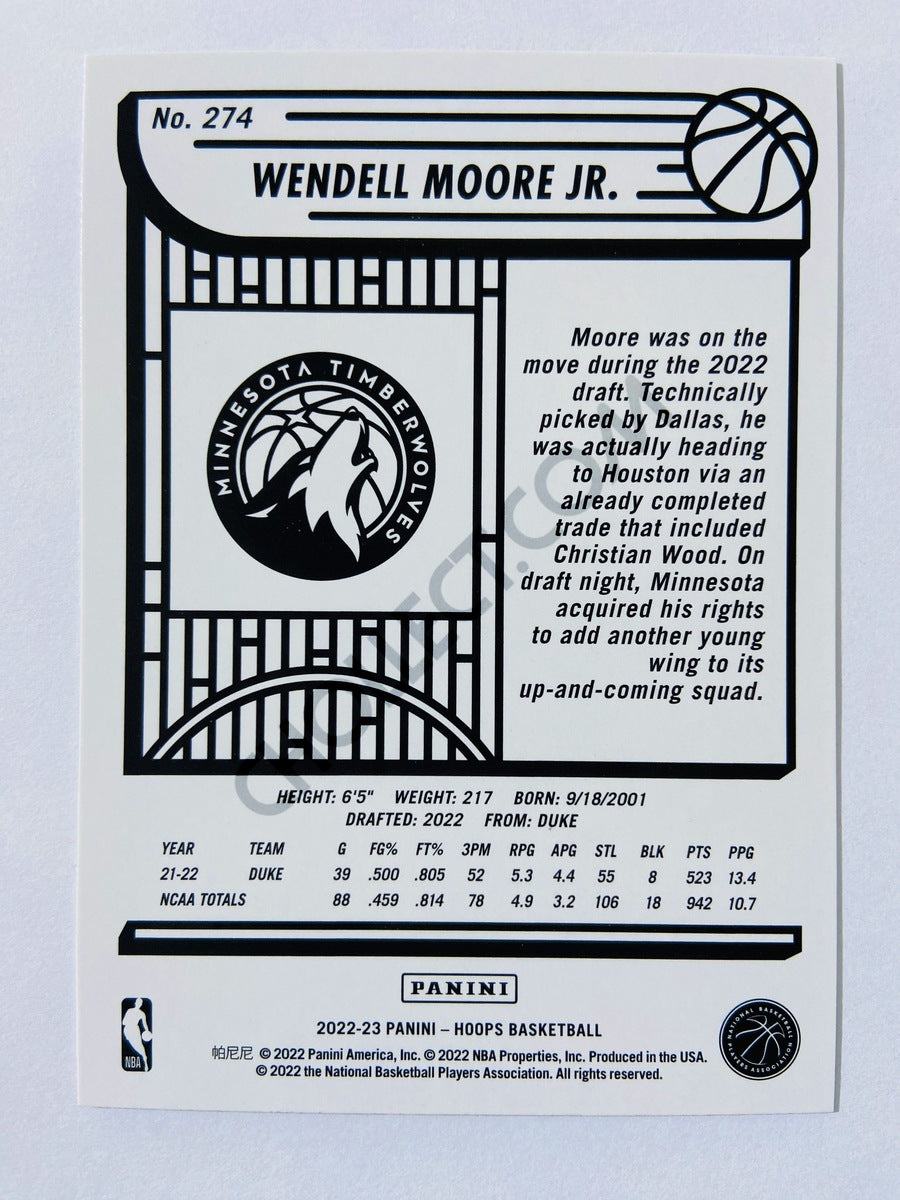 No. 274
WENDELL MOORE JR.
MINNESOTA TIMBERWOLVES
Moore was on the
move during the 2022
draft. Technically
picked by Dallas, he
was actually heading
to Houston via an
already completed
trade that included
Christian Wood. On
draft night, Minnesota
acquired his rights
to add another young
wing to its
up-and-coming squad.
HEIGHT: 6'5" WEIGHT: 217 BORN: 9/18/2001
DRAFTED: 2022 FROM: DUKE
YEAR TEAM G FG% FT% 3PM RPG APG STL BLK PTS PPG
21-22 DUKE 39 .500 .805 52 5.3 4.4 55 8 523 13.4
NCAA TOTALS 88 .459 .814 78 4.9 3.2 106 18 942 10.7
PANINI
2022-23 PANINI – HOOPS BASKETBALL
帕尼尼 © 2022 Panini America, Inc. © 2022 NBA Properties, Inc. Produced in the USA.
© 2022 the National Basketball Players Association. All rights reserved.
NBA
NATIONAL BASKETBALL
PLAYERS ASSOCIATION